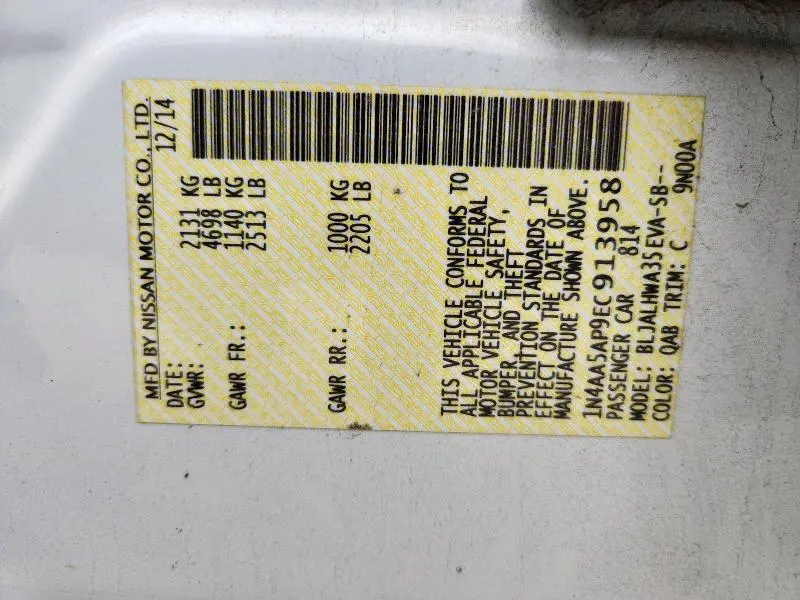 MFD BY NISSAN MOTOR CO., LTD.
DATE: 12/14
GVWR: 2131 KG
4698 LB
GAWR FR.: 1140 KG
2513 LB
GAWR RR.: 1000 KG
2205 LB
THIS VEHICLE CONFORMS TO
ALL APPLICABLE FEDERAL
MOTOR VEHICLE SAFETY,
BUMPER, AND THEFT
PREVENTION STANDARDS IN
EFFECT ON THE DATE OF
MANUFACTURE SHOWN ABOVE.
1N4AA5AP9EC913958
PASSENGER CAR 814
MODEL: BLJALHWA35EVA-SB--
COLOR: QAB TRIM: C 9N00A